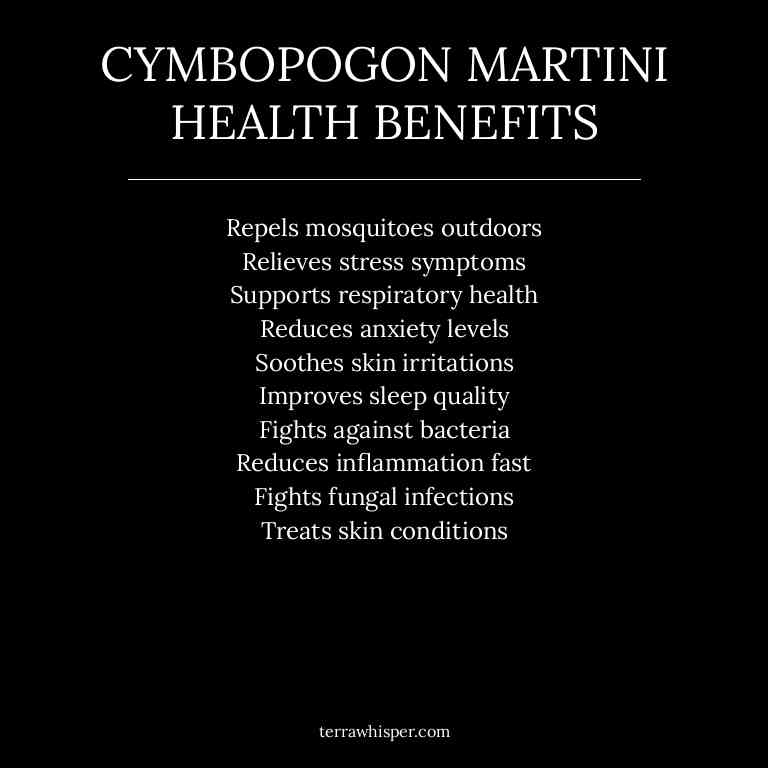 CYMBOPOGON MARTINI
HEALTH BENEFITS
Repels mosquitoes outdoors
Relieves stress symptoms
Supports respiratory health
Reduces anxiety levels
Soothes skin irritations
Improves sleep quality
Fights against bacteria
Reduces inflammation fast
Fights fungal infections
Treats skin conditions
terrawhisper.com